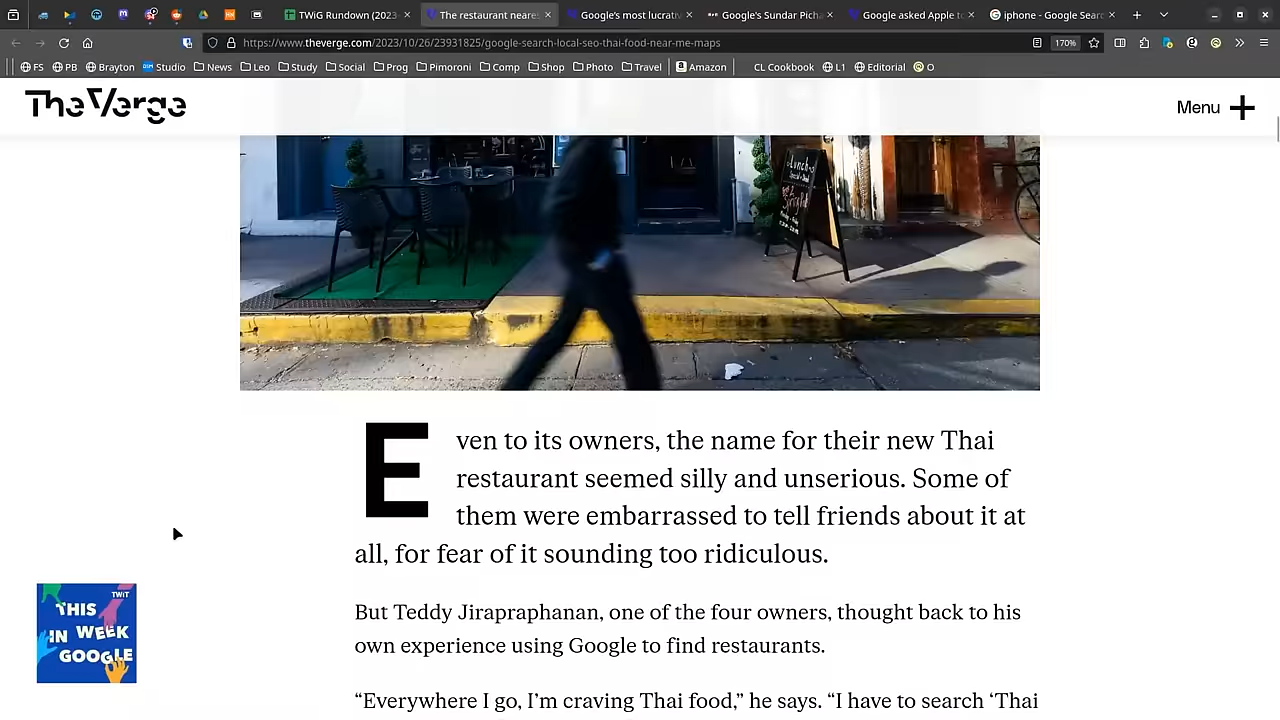 TWiG Rundown (2023
The restaurant neares
Google's most lucrativ
Google's Sundar Picha
Google asked Apple to
iphone - Google Searc
https://www.theverge.com/2023/10/26/23931825/google-search-local-seo-thai-food-near-me-maps
170%
FS
PB
Brayton
Studio
News
Leo
Study
Social
Prog
Pimoroni
Comp
Shop
Photo
Travel
Amazon
CL Cookbook
L1
Editorial
O
The Verge
Menu
Lunch
Even to its owners, the name for their new Thai
restaurant seemed silly and unserious. Some of
them were embarrassed to tell friends about it at
all, for fear of it sounding too ridiculous.
But Teddy Jirapraphanan, one of the four owners, thought back to his
own experience using Google to find restaurants.
“Everywhere I go, I’m craving Thai food,” he says. “I have to search ‘Thai
TWiT
THIS
IN WEEK
GOOGLE